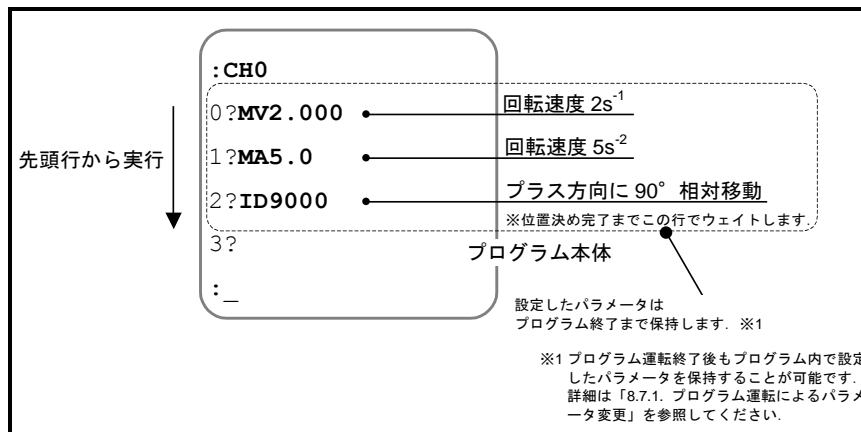 :CH0
0?MV2.000
回転速度 2s-1
1?MA5.0
回転速度 5s-2
先頭行から実行
2?ID9000
プラス方向に 90°相対移動
※位置決め完了までこの行でウェイトします.
3?
プログラム本体
:_
設定したパラメータは
プログラム終了まで保持します. ※1
※1 プログラム運転終了後もプログラム内で設定
したパラメータを保持することが可能です.
詳細は「8.7.1. プログラム運転によるパラメ
ータ変更」を参照してください.